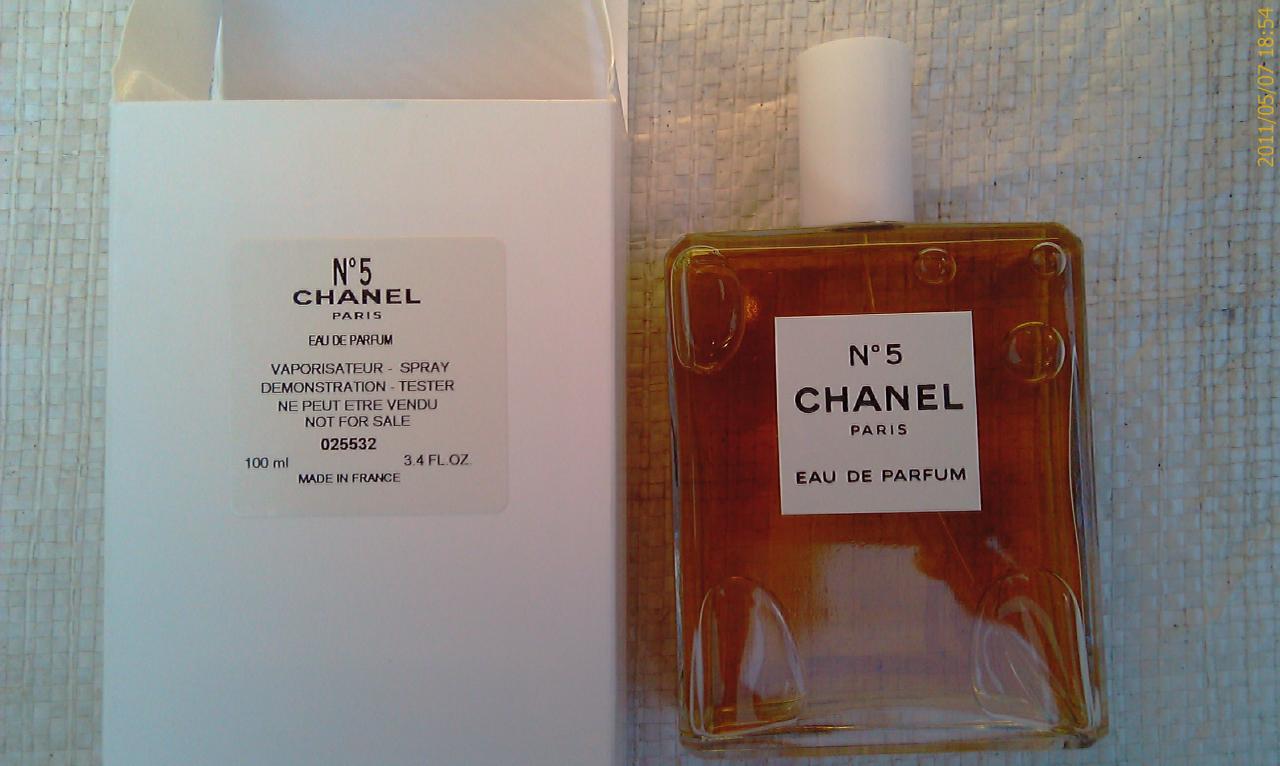 N°5
CHANEL
PARIS
EAU DE PARFUM
VAPORISATEUR - SPRAY
DEMONSTRATION - TESTER
NE PEUT ETRE VENDU
NOT FOR SALE
025532
100 ml 3.4 FL.OZ.
MADE IN FRANCE
N°5
CHANEL
PARIS
EAU DE PARFUM
2011/05/07 18:54